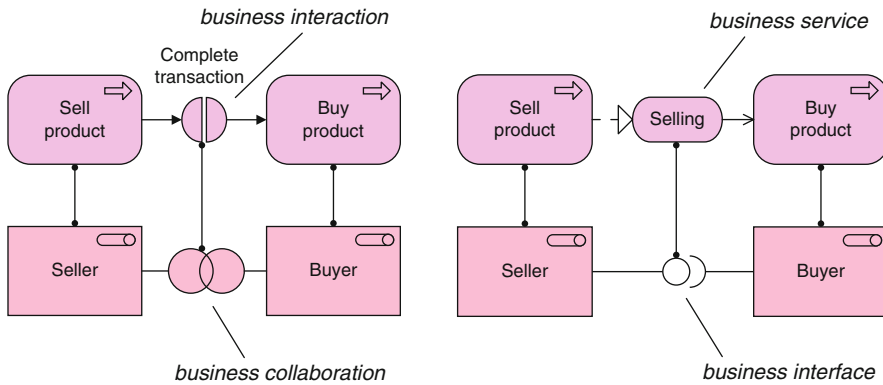 business interaction
Complete
transaction
Sell
product
Buy
product
Seller
Buyer
business collaboration
business service
Sell
product
Selling
Buy
product
Seller
Buyer
business interface